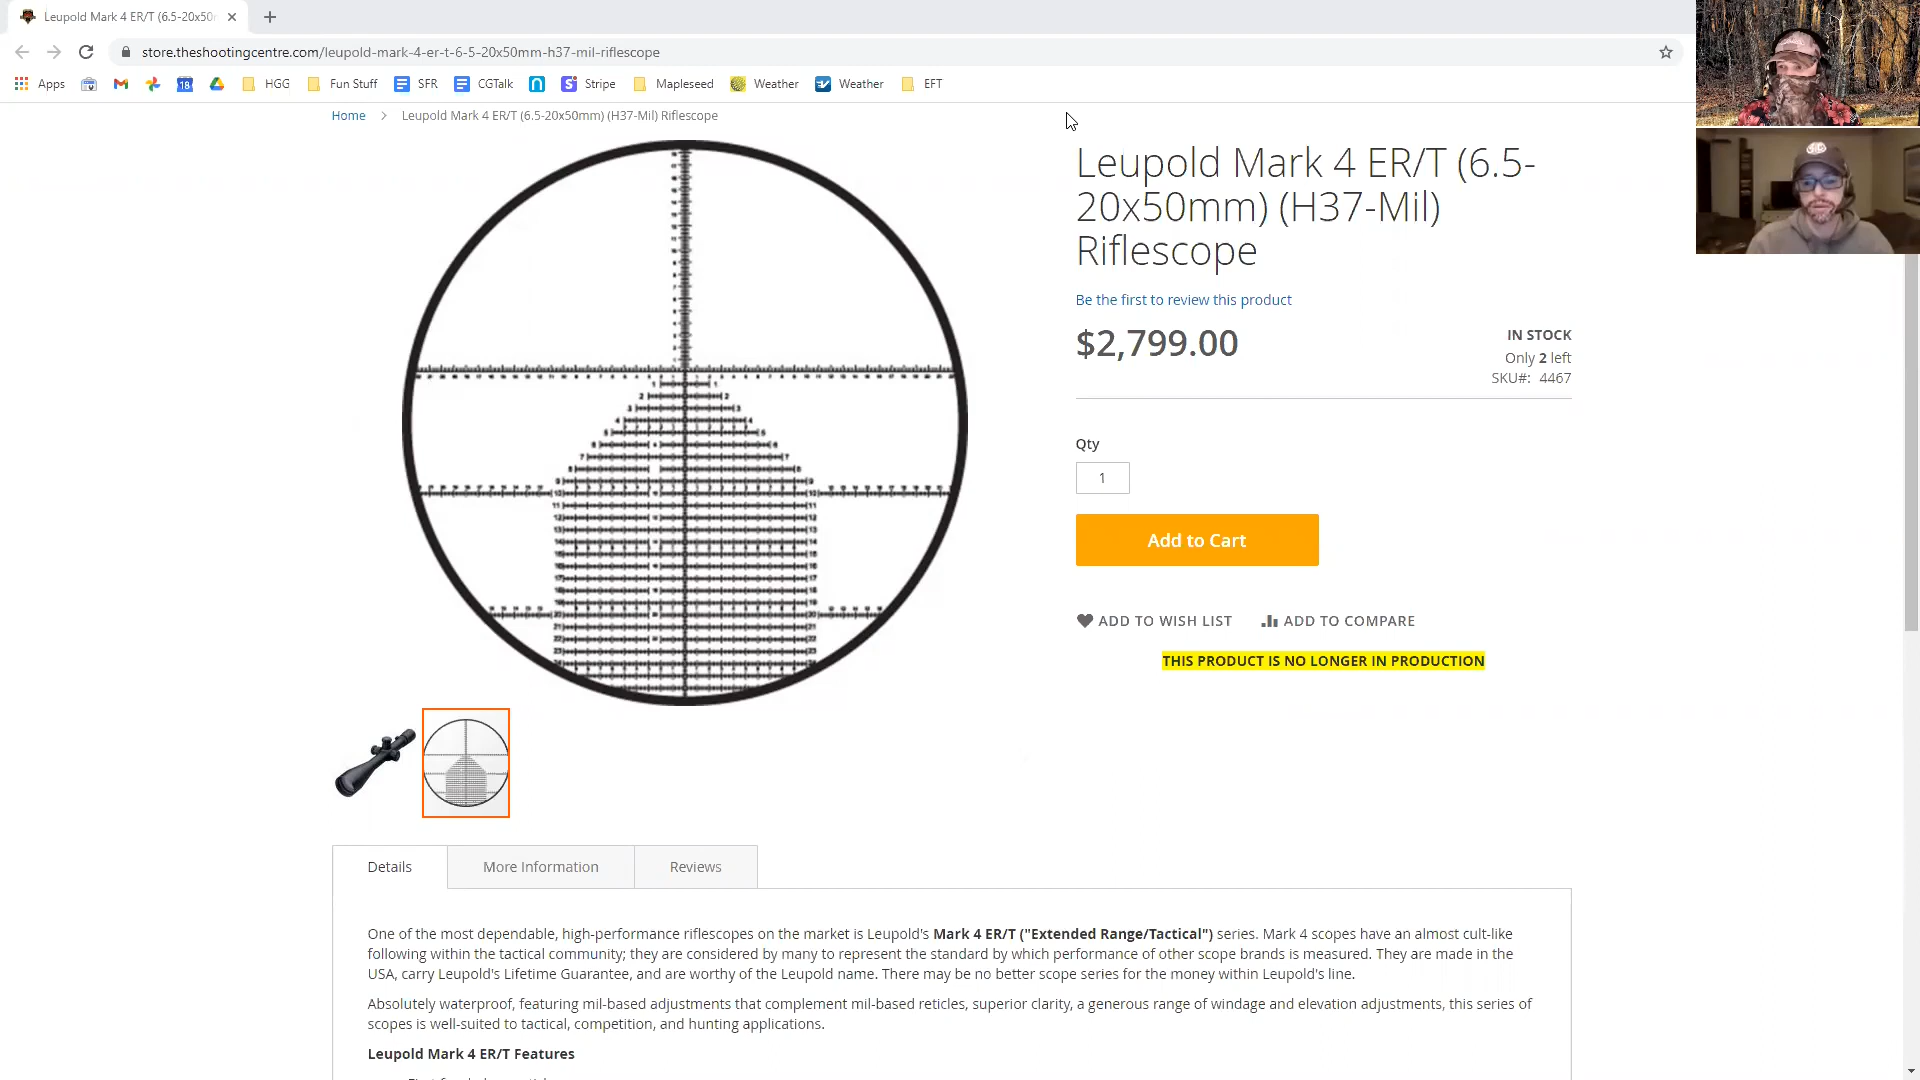 Leupold Mark 4 ER/T (6.5-20x50m
store.theshootingcentre.com/leupold-mark-4-er-t-6-5-20x50mm-h37-mil-riflescope
Apps
18
HGG
Fun Stuff
SFR
CGTalk
Stripe
Mapleseed
Weather
Weather
EFT
Home > Leupold Mark 4 ER/T (6.5-20x50mm) (H37-Mil) Riflescope
Leupold Mark 4 ER/T (6.5-
20x50mm) (H37-Mil)
Riflescope
Be the first to review this product
$2,799.00
IN STOCK
Only 2 left
SKU#: 4467
Qty
1
Add to Cart
ADD TO WISH LIST
ADD TO COMPARE
THIS PRODUCT IS NO LONGER IN PRODUCTION
Details
More Information
Reviews
One of the most dependable, high-performance riflescopes on the market is Leupold's Mark 4 ER/T ("Extended Range/Tactical") series. Mark 4 scopes have an almost cult-like
following within the tactical community; they are considered by many to represent the standard by which performance of other scope brands is measured. They are made in the
USA, carry Leupold's Lifetime Guarantee, and are worthy of the Leupold name. There may be no better scope series for the money within Leupold's line.
Absolutely waterproof, featuring mil-based adjustments that complement mil-based reticles, superior clarity, a generous range of windage and elevation adjustments, this series of
scopes is well-suited to tactical, competition, and hunting applications.
Leupold Mark 4 ER/T Features